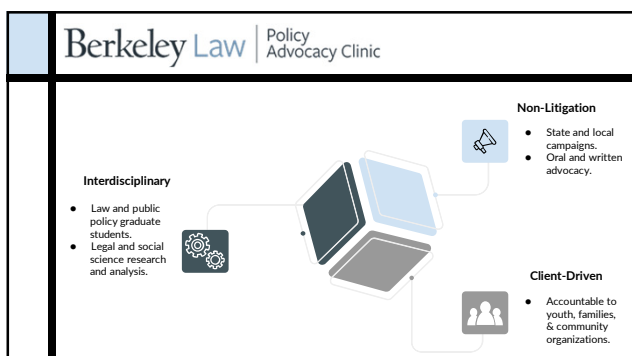 Berkeley Law
Policy
Advocacy Clinic
Non-Litigation
● State and local
campaigns.
● Oral and written
advocacy.
Interdisciplinary
● Law and public
policy graduate
students.
● Legal and social
science research
and analysis.
Client-Driven
● Accountable to
youth, families,
& community
organizations.